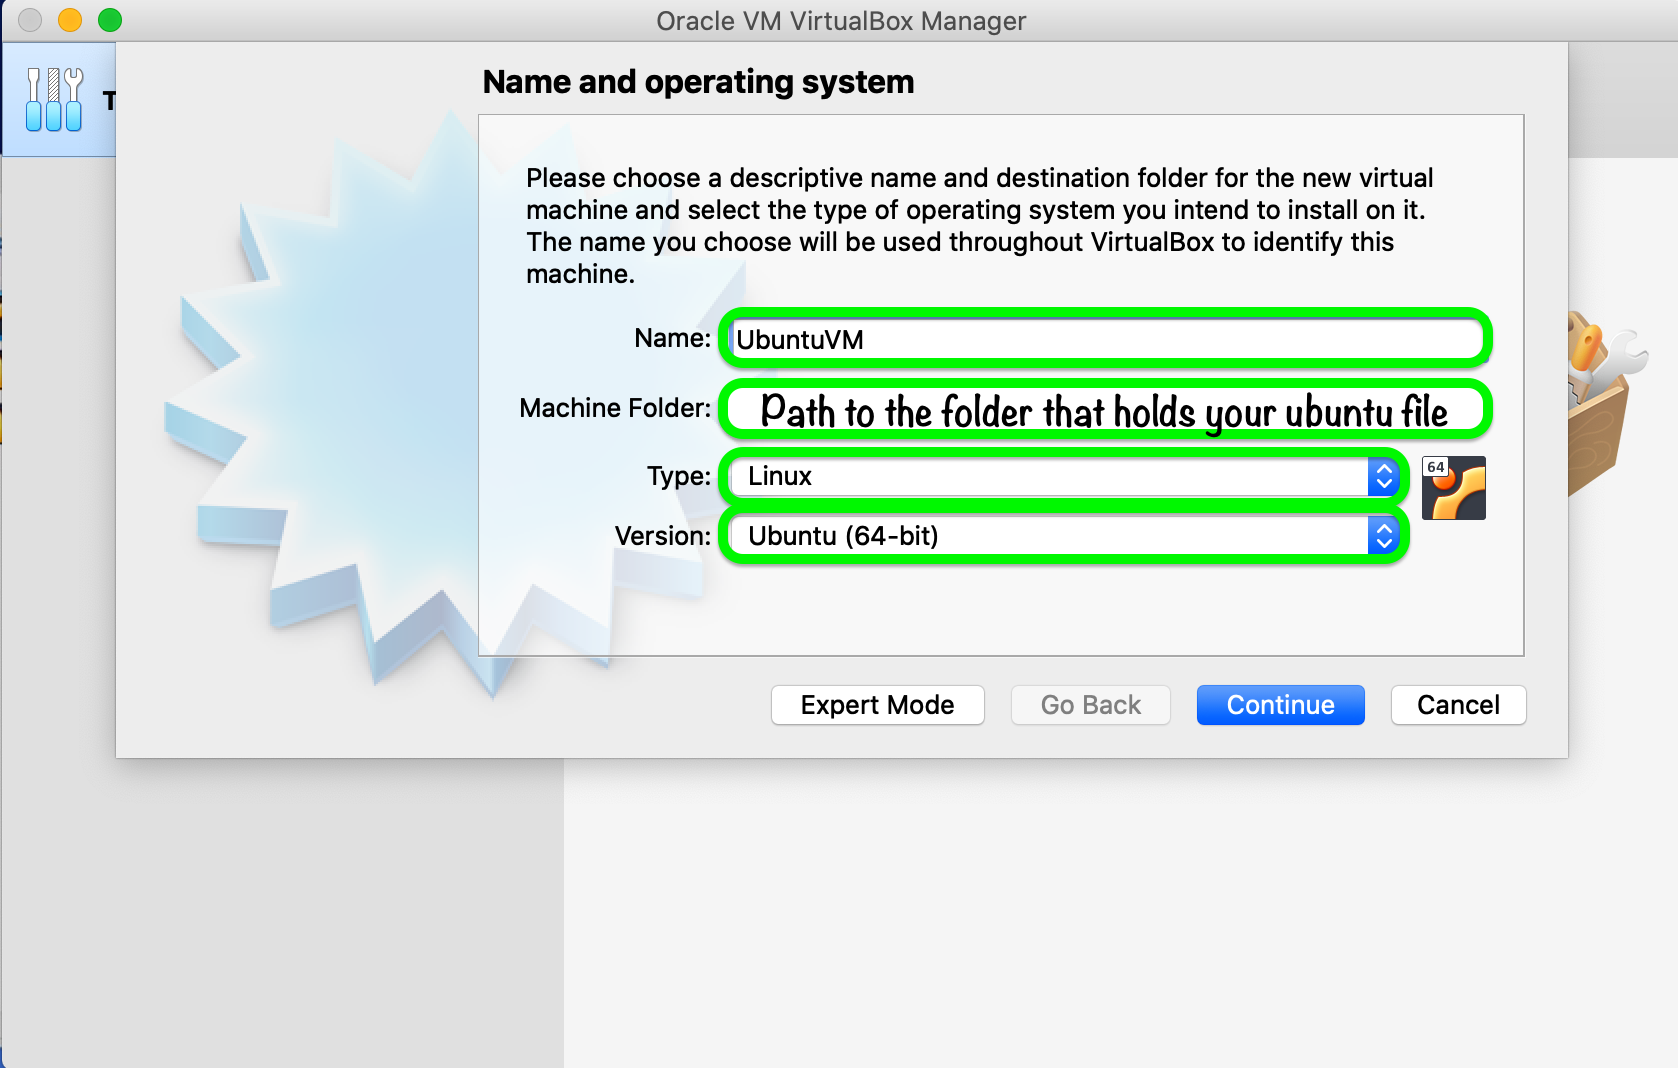 Oracle VM VirtualBox Manager
T
Name and operating system
Please choose a descriptive name and destination folder for the new virtual
machine and select the type of operating system you intend to install on it.
The name you choose will be used throughout VirtualBox to identify this
machine.
Name: UbuntuVM
Machine Folder: Path to the folder that holds your ubuntu file
Type: Linux
64
Version: Ubuntu (64-bit)
Expert Mode Go Back Continue Cancel